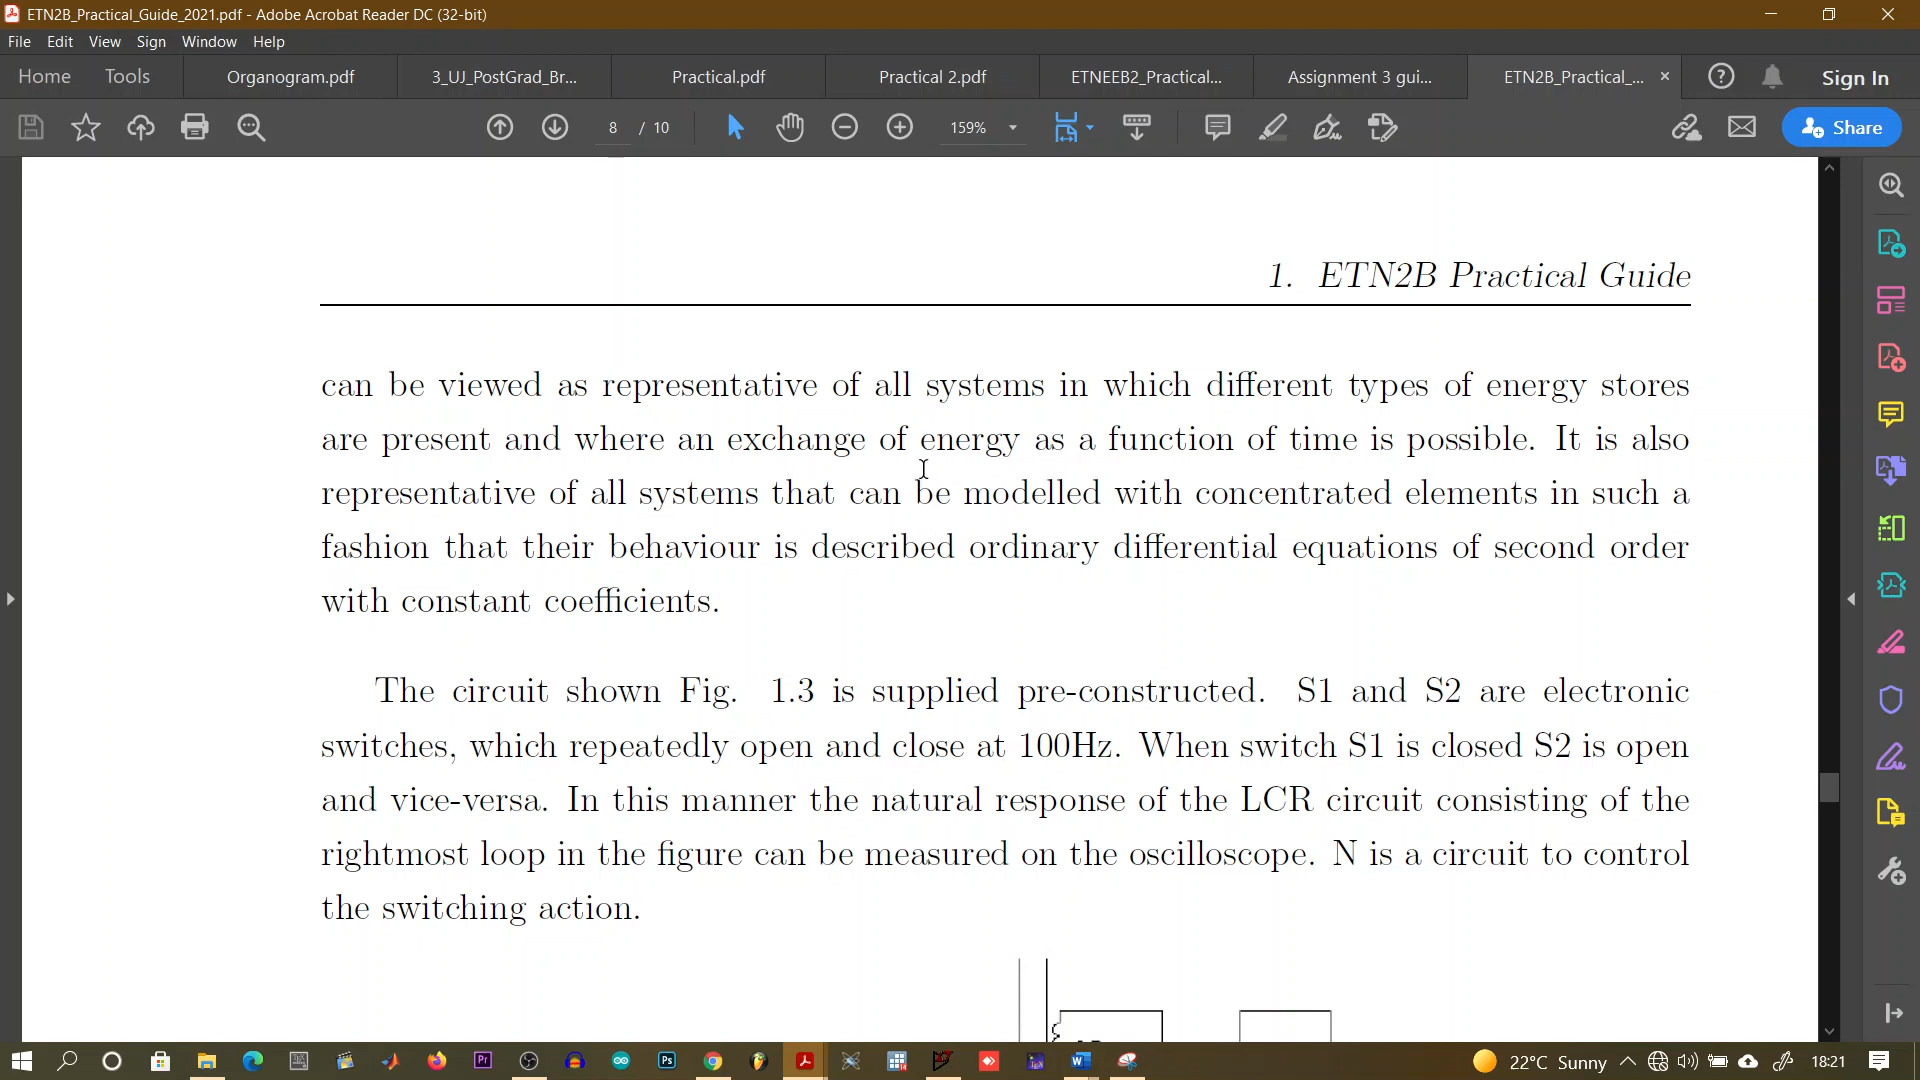 ETN2B_Practical_Guide_2021.pdf - Adobe Acrobat Reader DC (32-bit)
File Edit View Sign Window Help
Home Tools Organogram.pdf 3_UJ_PostGrad_Br... Practical.pdf Practical 2.pdf ETNEEB2_Practical... Assignment 3 gui... ETN2B_Practical_... Sign In
8 / 10 159% Share
1. ETN2B Practical Guide
can be viewed as representative of all systems in which different types of energy stores
are present and where an exchange of energy as a function of time is possible. It is also
representative of all systems that can be modelled with concentrated elements in such a
fashion that their behaviour is described ordinary differential equations of second order
with constant coefficients.
The circuit shown Fig. 1.3 is supplied pre-constructed. S1 and S2 are electronic
switches, which repeatedly open and close at 100Hz. When switch S1 is closed S2 is open
and vice-versa. In this manner the natural response of the LCR circuit consisting of the
rightmost loop in the figure can be measured on the oscilloscope. N is a circuit to control
the switching action.
22°C Sunny 18:21